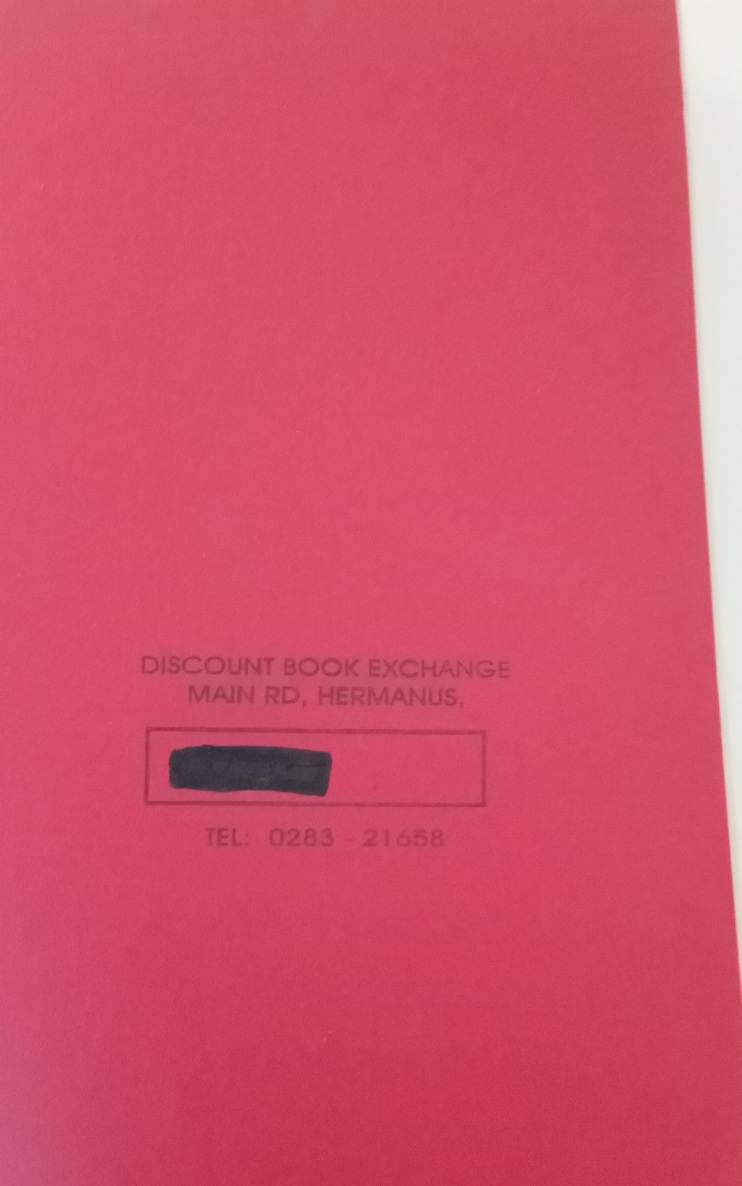 DISCOUNT BOOK EXCHANGE
MAIN RD, HERMANUS,
TEL: 0283 - 21658